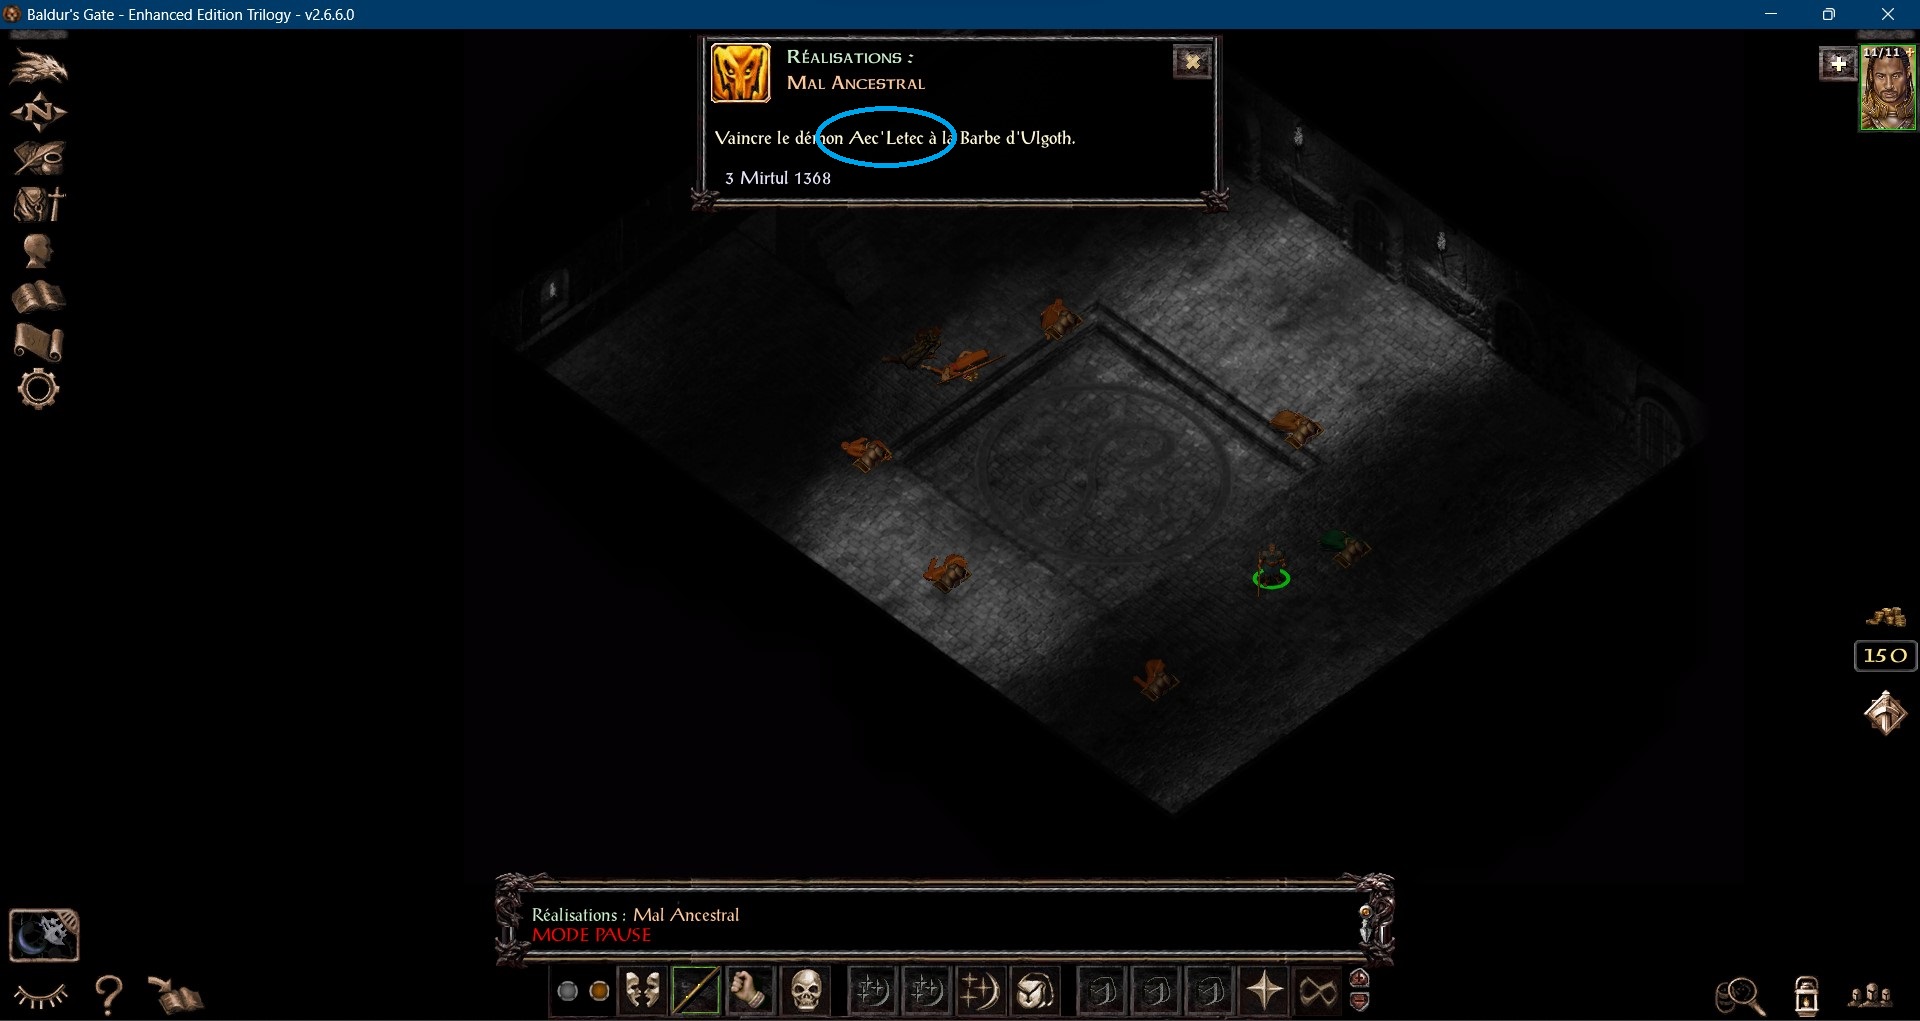 Baldur's Gate - Enhanced Edition Trilogy - v2.6.6.0
Réalisations :
Mal Ancestral
Vaincre le démon Aec'Letec à la Barbe d'Ulgoth.
3 Mirtul 1368
11/11
N
150
Réalisations : Mal Ancestral
MODE PAUSE
?